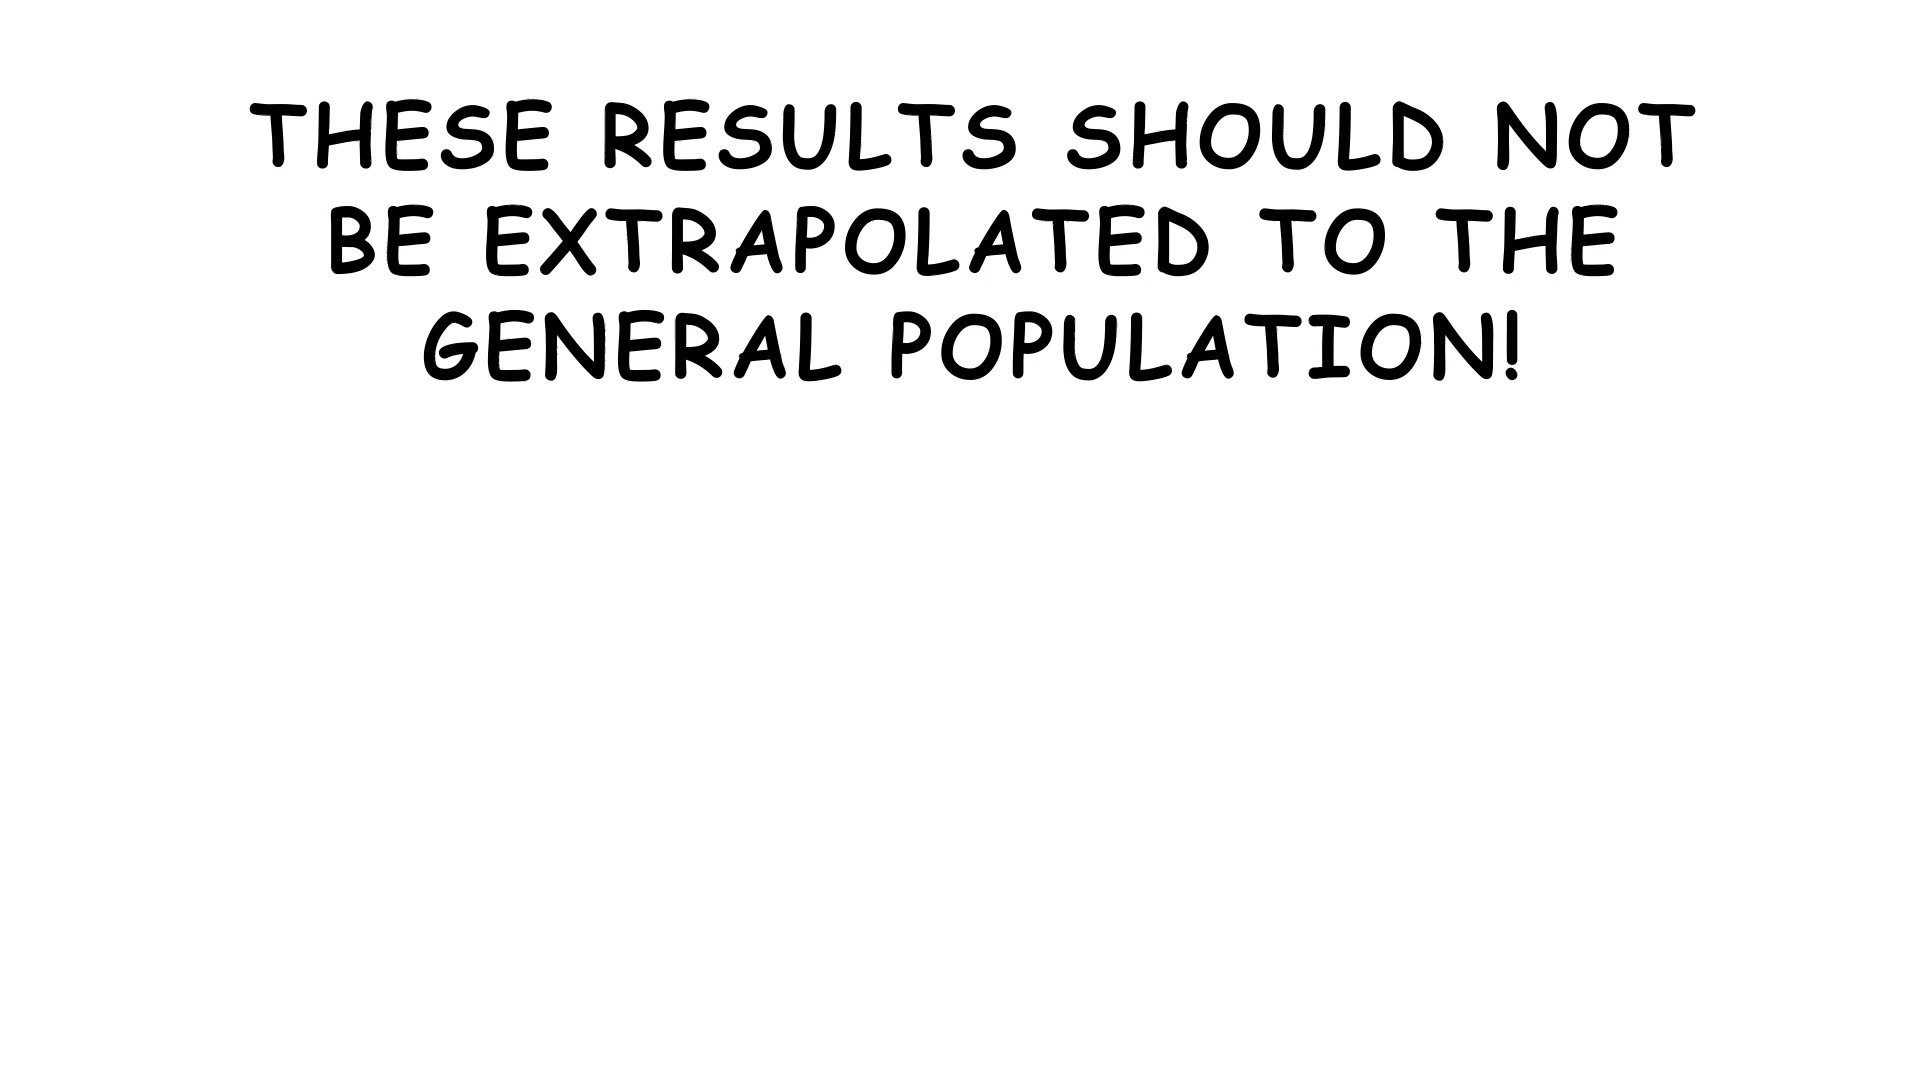 THESE RESULTS SHOULD NOT
BE EXTRAPOLATED TO THE
GENERAL POPULATION!